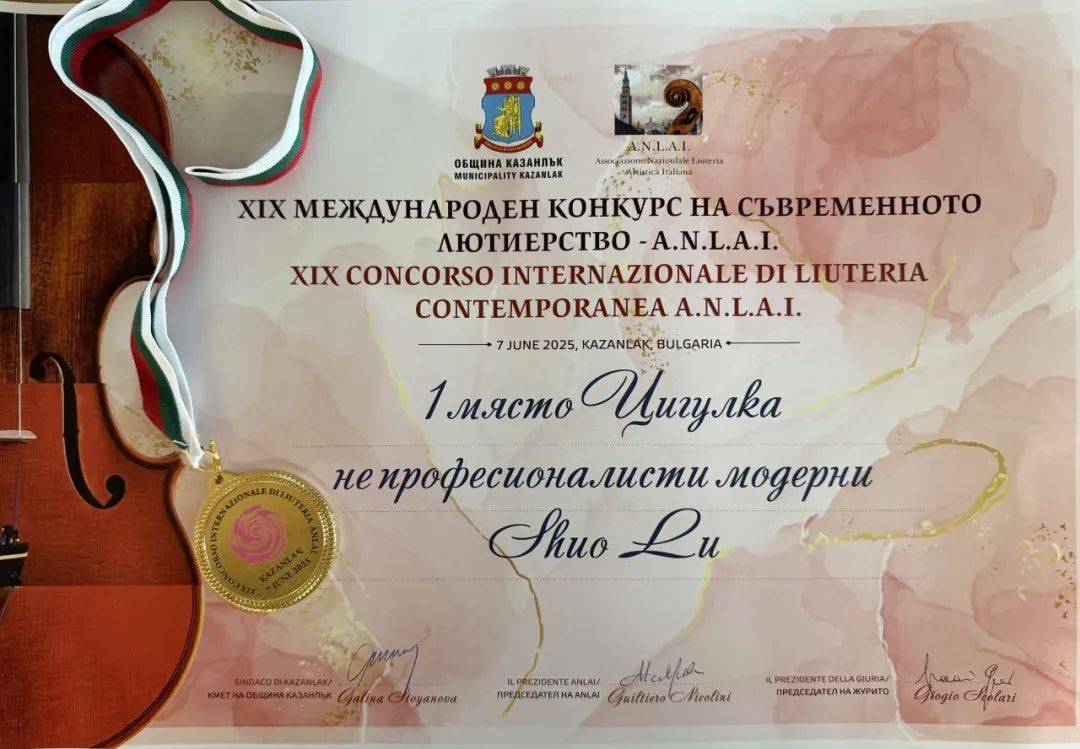 ОБЩИНА КАЗАНЛЪК
MUNICIPALITY KAZANLAK
A.N.L.A.I.
Associazione Nazionale Liuteria
Artistica Italiana
XIX МЕЖДУНАРОДЕН КОНКУРС НА СЪВРЕМЕННОТО
ЛЮТИЕРСТВО - A.N.L.A.I.
XIX CONCORSO INTERNAZIONALE DI LIUTERIA
CONTEMPORANEA A.N.L.A.I.
7 JUNE 2025, KAZANLAK, BULGARIA
1 място Цигулка
не професионалисти модерни
Shuo Lu
XIX CONCORSO INTERNAZIONALE DI LIUTERIA ANLAI
KAZANLAK
7 JUNE 2025
SINDACO DI KAZANLAK/
КМЕТ НА ОБЩИНА КАЗАНЛЪК
Galina Stoyanova
IL PREZIDENTE ANLAI/
ПРЕДСЕДАТЕЛ НА ANLAI
Guiltiero Nicolini
IL PREZIDENTE DELLA GIURIA/
ПРЕДСЕДАТЕЛ НА ЖУРИТО
Giogio Scolari